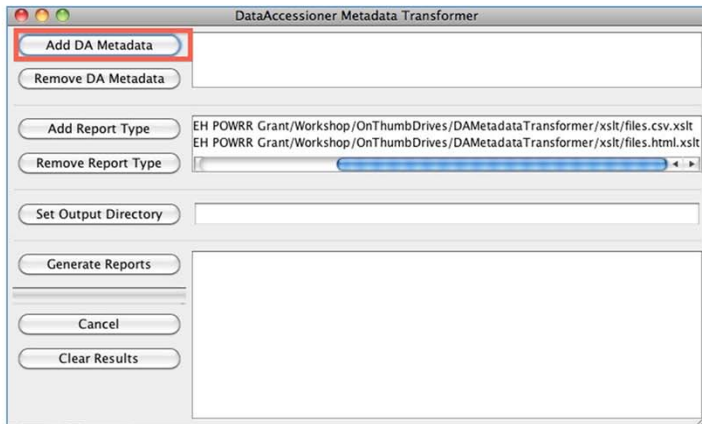 DataAccessioner Metadata Transformer
Add DA Metadata
Remove DA Metadata
Add Report Type
EH POWRR Grant/Workshop/OnThumbDrives/DAMetadataTransformer/xslt/files.csv.xslt
EH POWRR Grant/Workshop/OnThumbDrives/DAMetadataTransformer/xslt/files.html.xslt
Remove Report Type
Set Output Directory
Generate Reports
Cancel
Clear Results